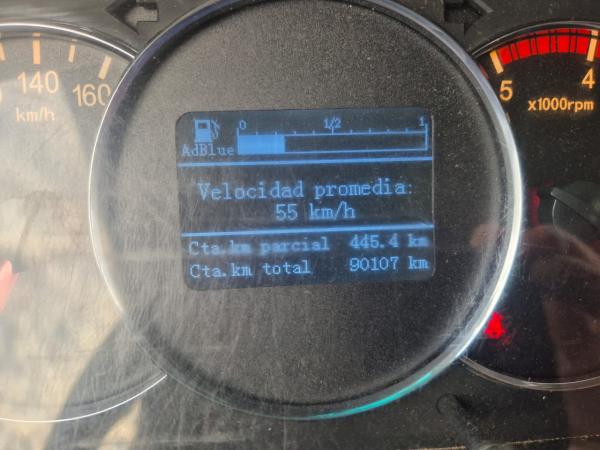 140
160
km/h
0 1/2 1
AdBlue
Velocidad promedia:
55 km/h
Cta.km parcial 445.4 km
Cta.km total 90107 km
5
4
x1000rpm